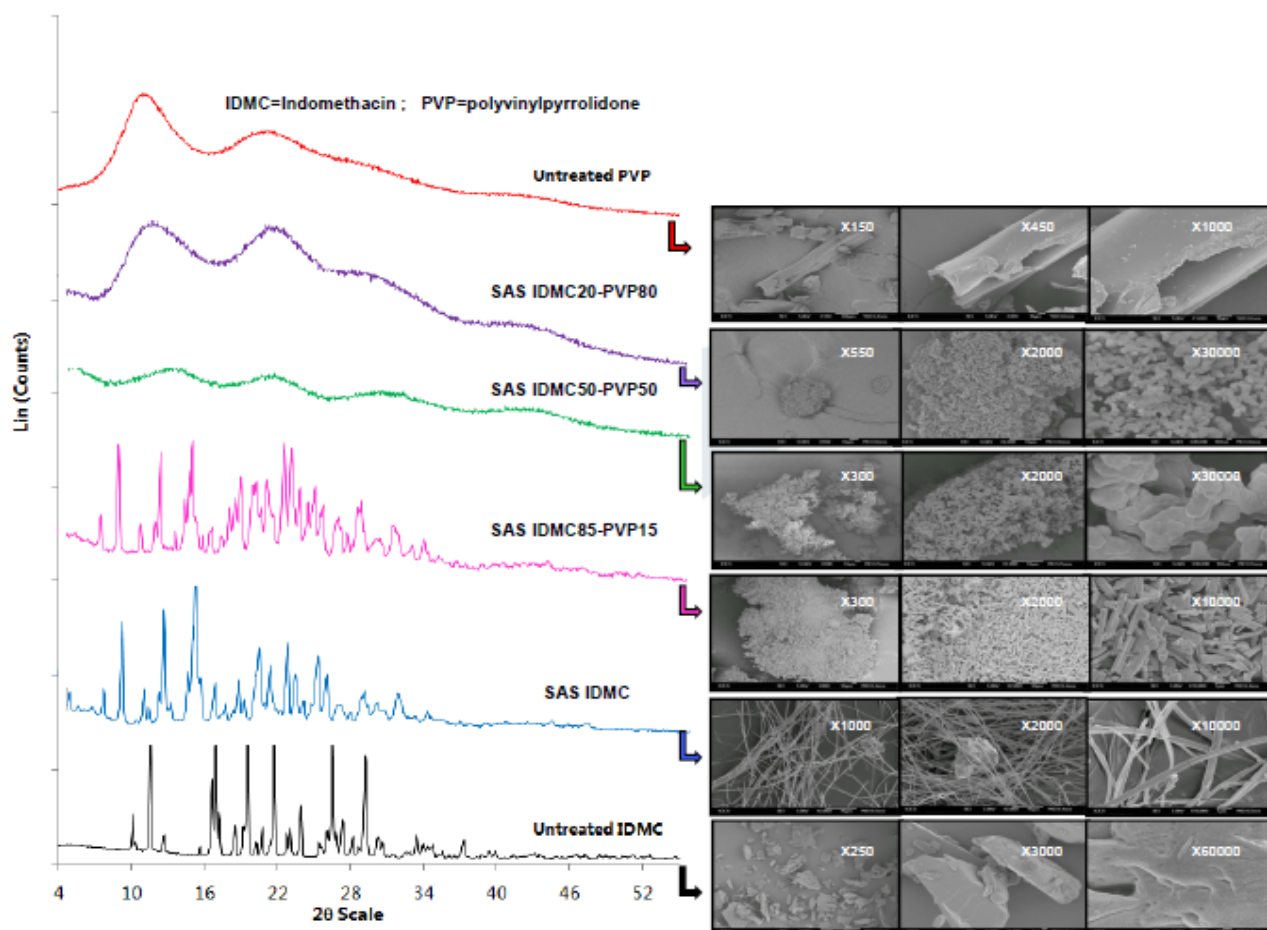 IDMC=Indomethacin ; PVP=polyvinylpyrrolidone
Untreated PVP
SAS IDMC20-PVP80
SAS IDMC50-PVP50
SAS IDMC85-PVP15
SAS IDMC
Untreated IDMC
Lin (Counts)
4 10 16 22 28 34 40 46 52
2θ Scale
X150 X450 X1000
X550 X2000 X30000
X300 X2000 X30000
X300 X2000 X10000
X1000 X2000 X10000
X250 X3000 X60000